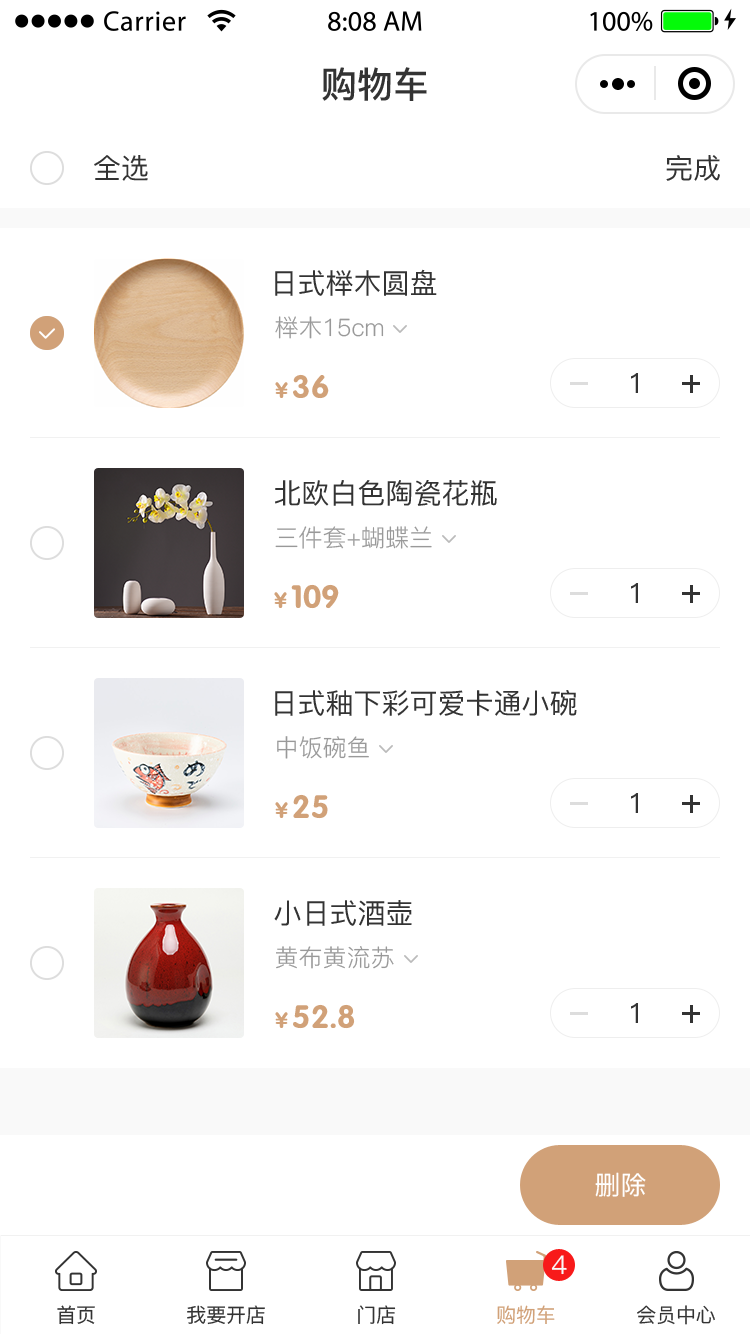 Carrier 8:08 AM 100%
购物车
全选 完成
日式榉木圆盘
榉木15cm
¥36 1
北欧白色陶瓷花瓶
三件套+蝴蝶兰
¥109 1
日式釉下彩可爱卡通小碗
中饭碗鱼
¥25 1
小日式酒壶
黄布黄流苏
¥52.8 1
删除
4
首页 我要开店 门店 购物车 会员中心